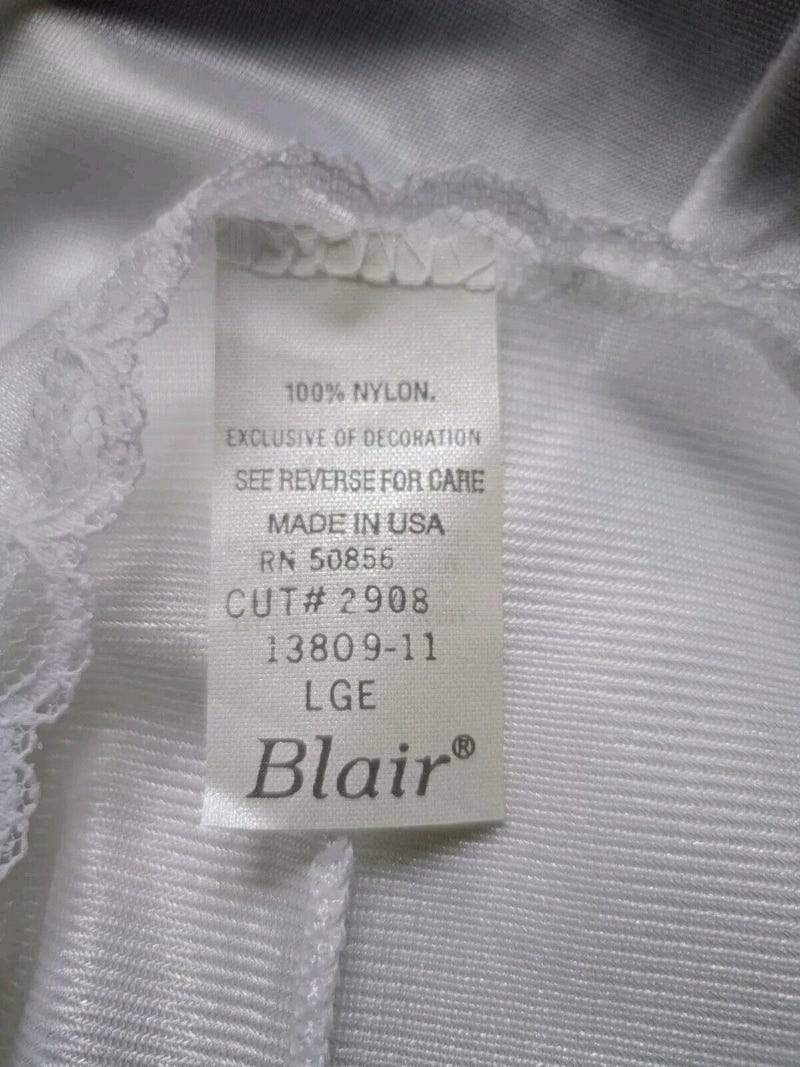 100% NYLON.
EXCLUSIVE OF DECORATION
SEE REVERSE FOR CARE
MADE IN USA
RN 50856
CUT# 2908
13809-11
LGE
Blair®